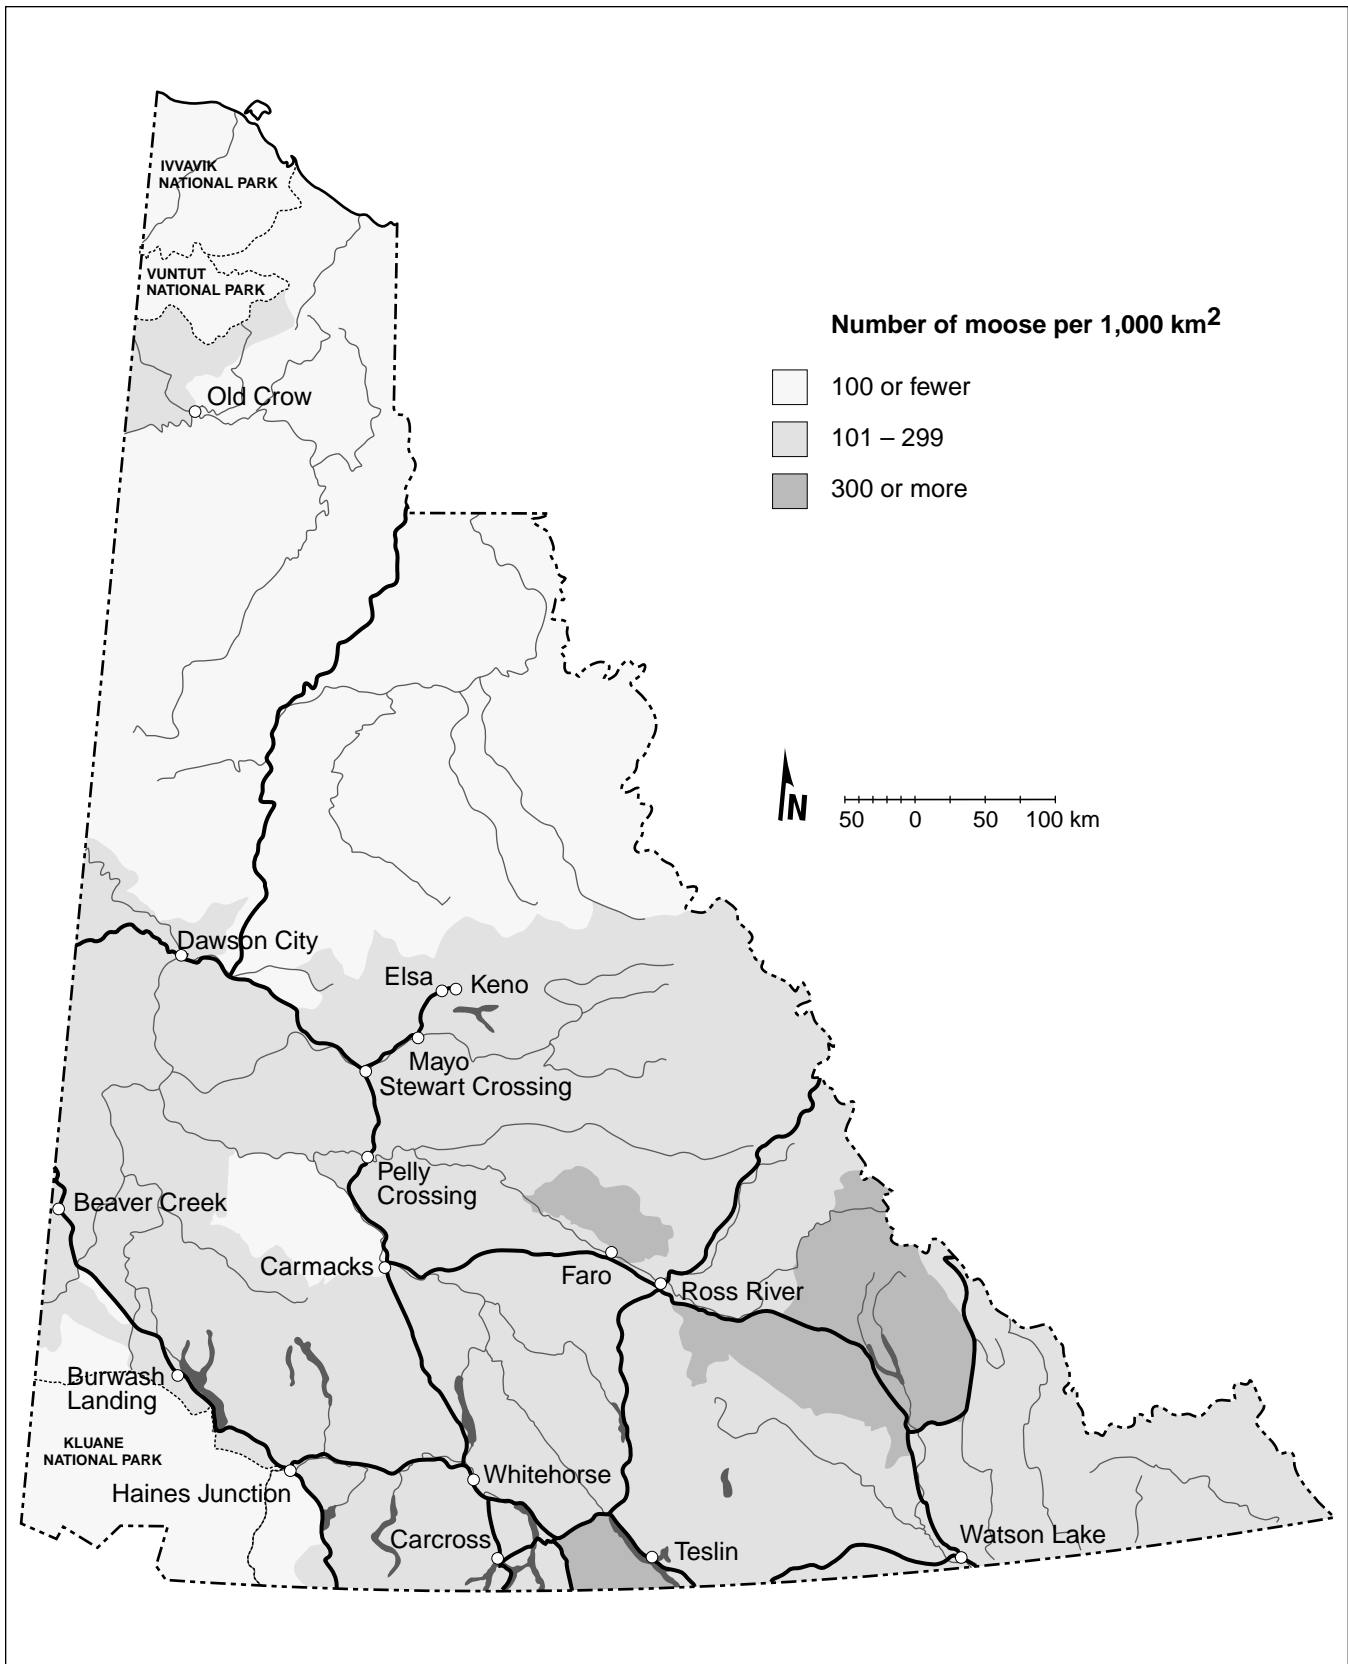 IVVAVIK
NATIONAL PARK
VUNTUT
NATIONAL PARK
Number of moose per 1,000 km2
100 or fewer
101 – 299
300 or more
Old Crow
N
50 0 50 100 km
Dawson City
Elsa
Keno
Mayo
Stewart Crossing
Pelly
Crossing
Beaver Creek
Carmacks
Faro
Ross River
Burwash
Landing
KLUANE
NATIONAL PARK
Haines Junction
Whitehorse
Carcross
Teslin
Watson Lake